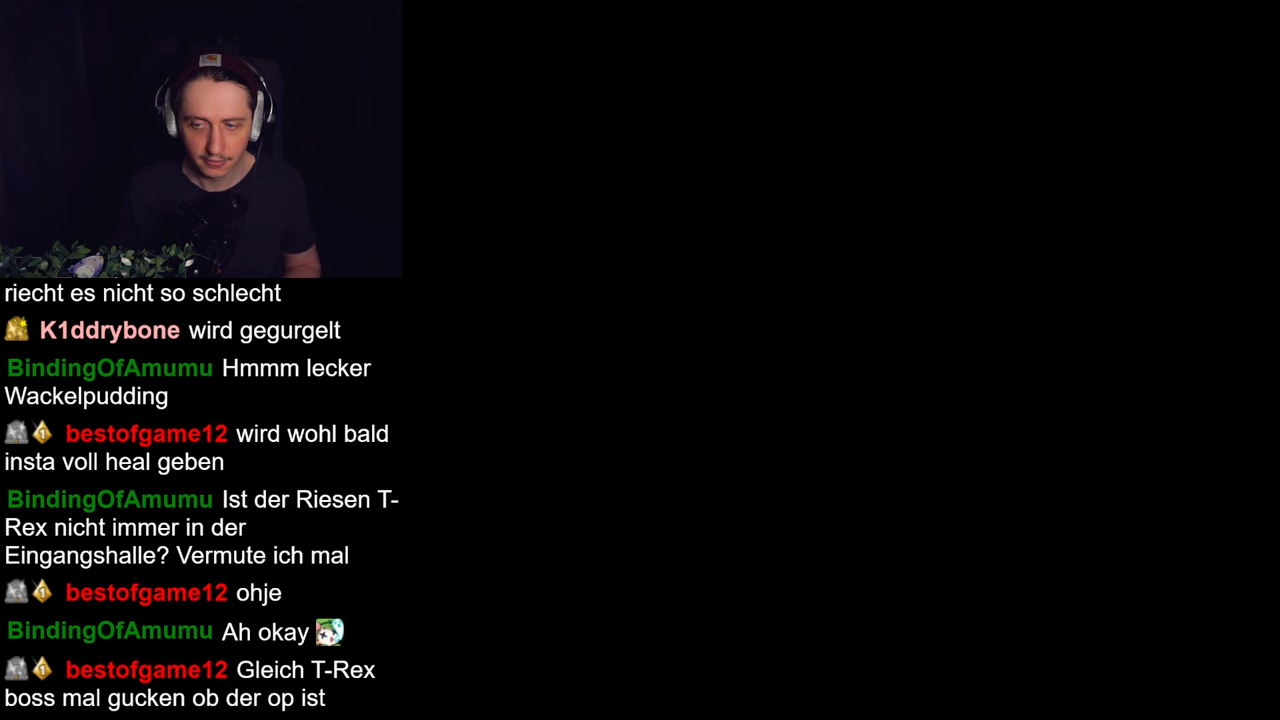 riecht es nicht so schlecht
K1ddrybone wird gegurgelt
BindingOfAmumu Hmmm lecker
Wackelpudding
bestofgame12 wird wohl bald
insta voll heal geben
BindingOfAmumu Ist der Riesen T-
Rex nicht immer in der
Eingangshalle? Vermute ich mal
bestofgame12 ohje
BindingOfAmumu Ah okay
bestofgame12 Gleich T-Rex
boss mal gucken ob der op ist